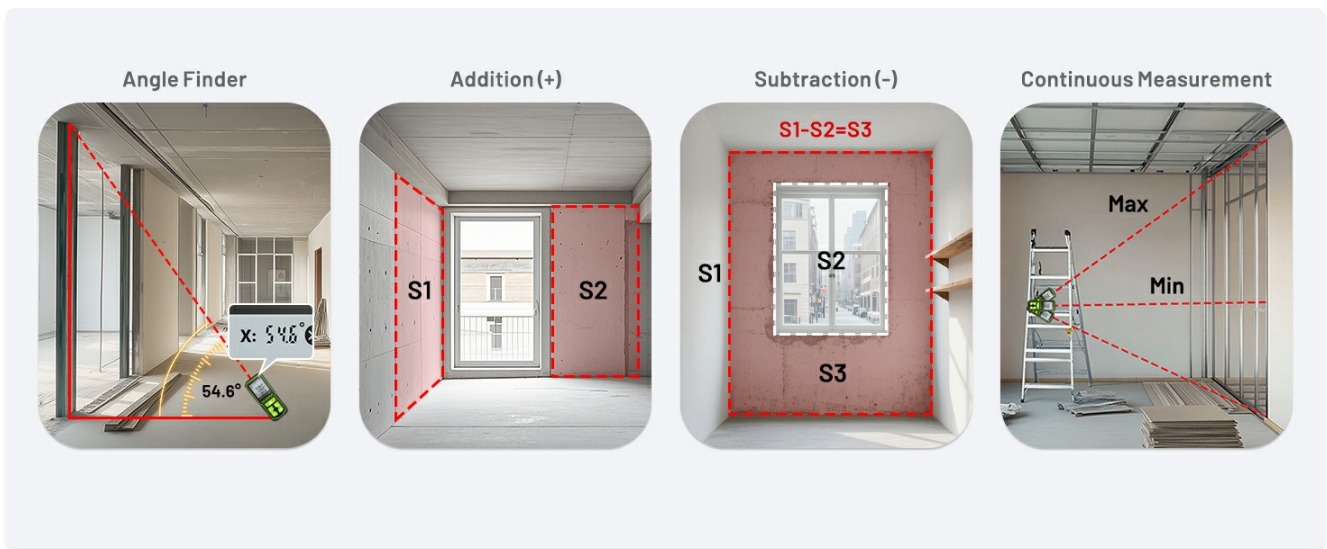 Angle Finder
X: 54.6°
54.6°
Addition (+)
S1
S2
Subtraction (-)
S1-S2=S3
S1
S2
S3
Continuous Measurement
Max
Min